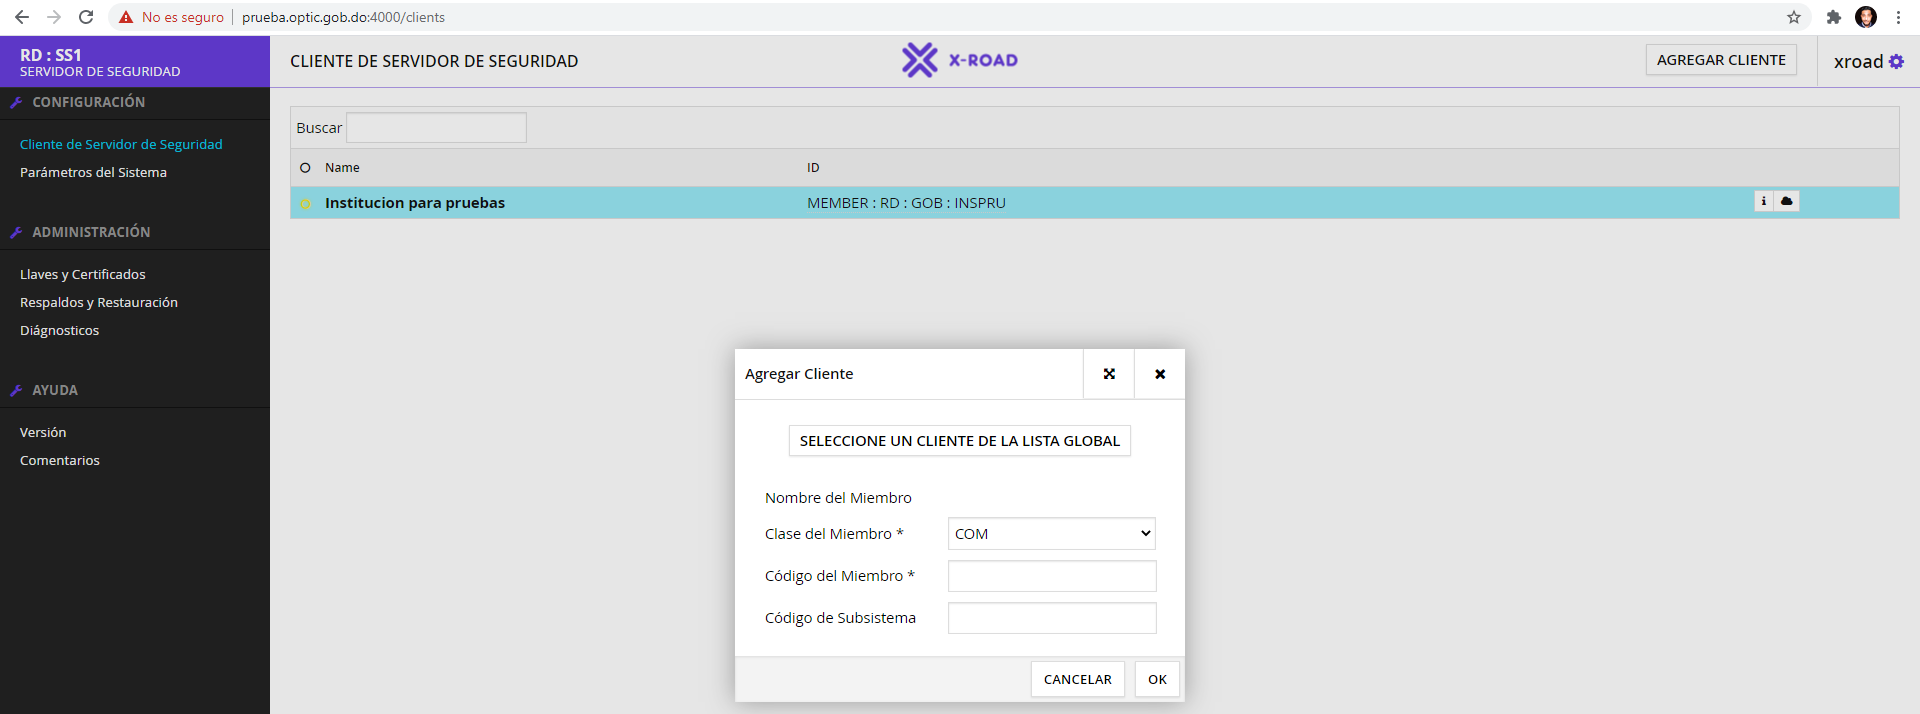 No es seguro | prueba.optic.gob.do:4000/clients
RD : SS1
SERVIDOR DE SEGURIDAD
CLIENTE DE SERVIDOR DE SEGURIDAD
X-ROAD
AGREGAR CLIENTE
xroad
CONFIGURACIÓN
Cliente de Servidor de Seguridad
Parámetros del Sistema
ADMINISTRACIÓN
Llaves y Certificados
Respaldos y Restauración
Diágnosticos
AYUDA
Versión
Comentarios
Buscar
Name ID
Institucion para pruebas MEMBER : RD : GOB : INSPRU
Agregar Cliente
SELECCIONE UN CLIENTE DE LA LISTA GLOBAL
Nombre del Miembro
Clase del Miembro * COM
Código del Miembro *
Código de Subsistema
CANCELAR OK